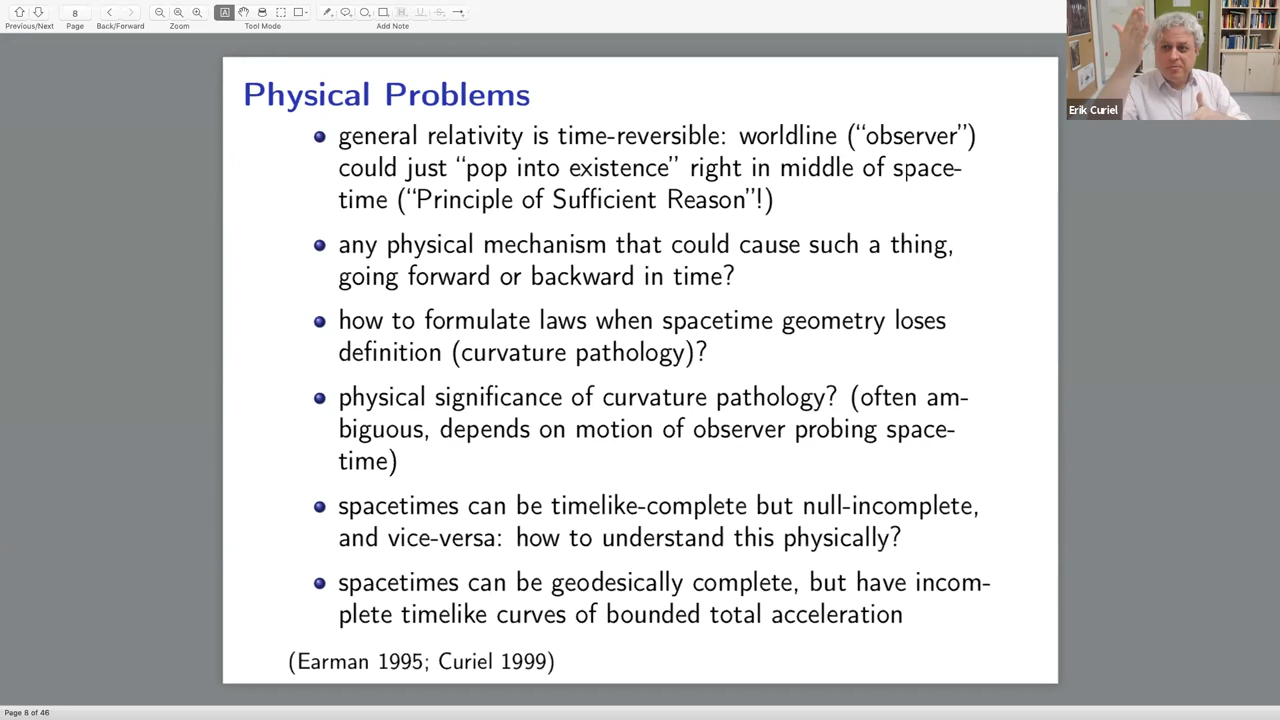 8
Previous/Next
Page
Back/Forward
Zoom
Tool Mode
Add Note
Erik Curiel
Physical Problems
general relativity is time-reversible: worldline (“observer”)
could just “pop into existence” right in middle of space-
time (“Principle of Sufficient Reason”!)
any physical mechanism that could cause such a thing,
going forward or backward in time?
how to formulate laws when spacetime geometry loses
definition (curvature pathology)?
physical significance of curvature pathology? (often am-
biguous, depends on motion of observer probing space-
time)
spacetimes can be timelike-complete but null-incomplete,
and vice-versa: how to understand this physically?
spacetimes can be geodesically complete, but have incom-
plete timelike curves of bounded total acceleration
(Earman 1995; Curiel 1999)
Page 8 of 46